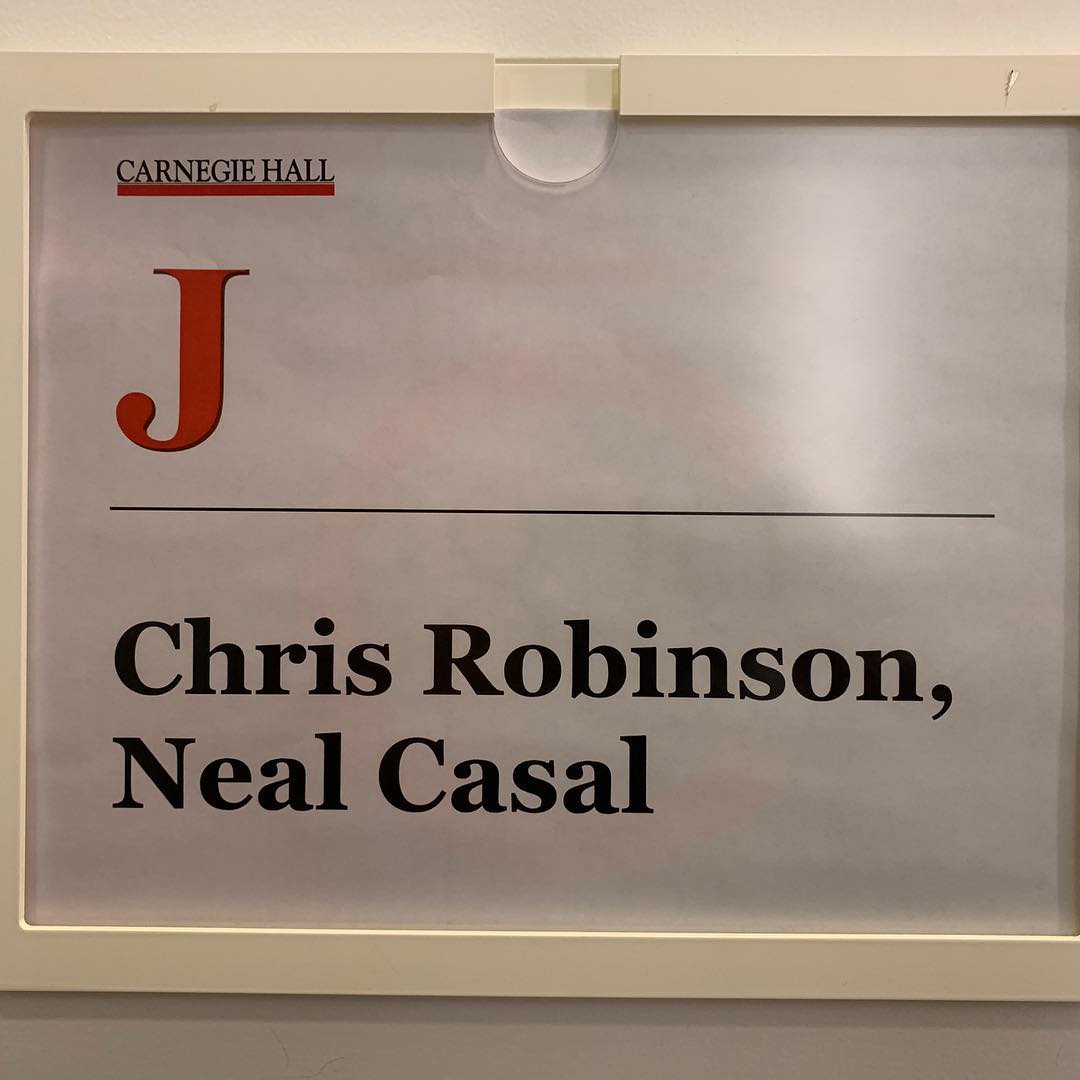 CARNEGIE HALL
J
Chris Robinson,
Neal Casal